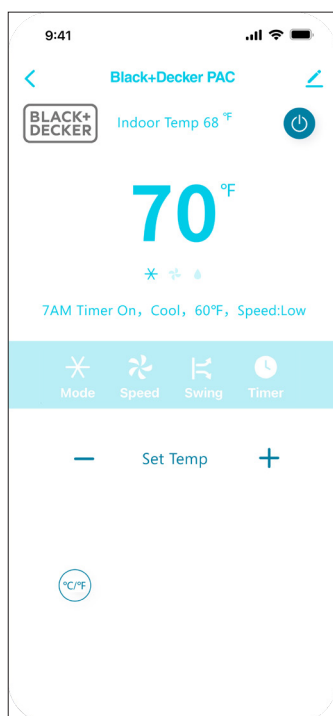 9:41
Black+Decker PAC
BLACK+
DECKER
Indoor Temp 68 °F
70 °F
7AM Timer On, Cool, 60°F, Speed:Low
Mode Speed Swing Timer
− Set Temp +
°C/°F